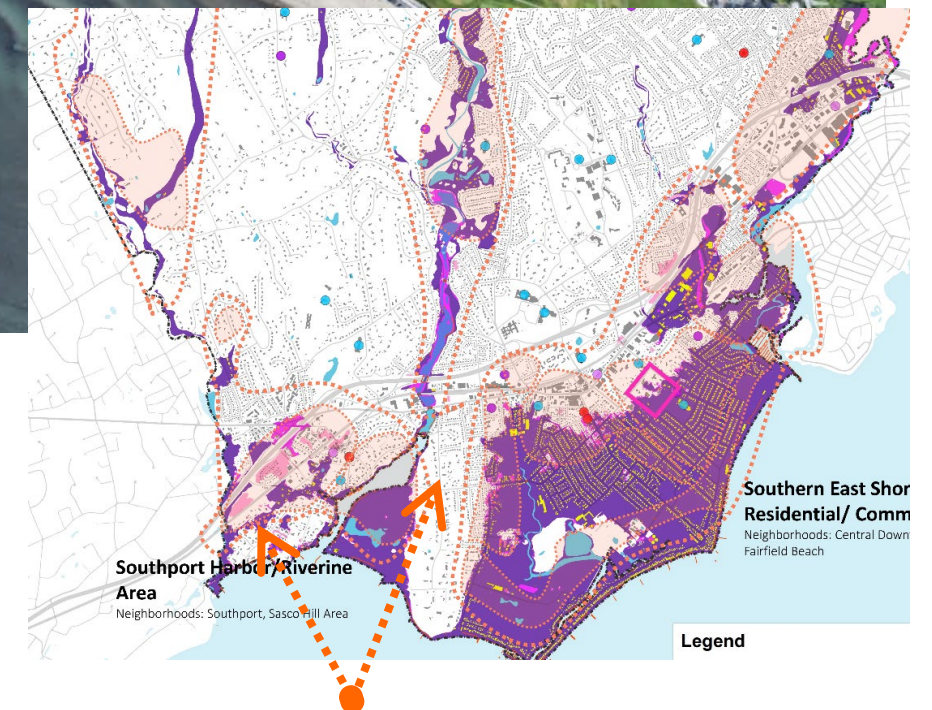 Southern East Shor
Residential/ Comm
Neighborhoods: Central Down
Fairfield Beach
Southport Harbor/Riverine
Area
Neighborhoods: Southport, Sasco Hill Area
Legend